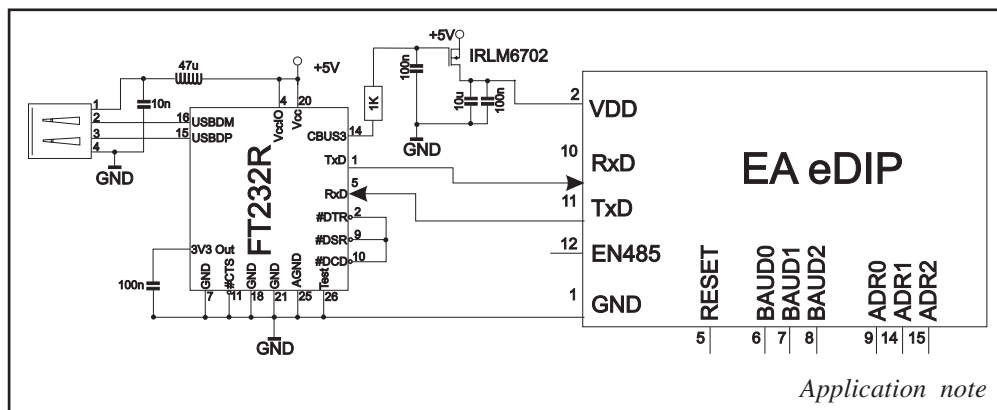 +5V
IRLM6702
47u
+5V
100n
1K
10u
100n
10n
1
2
3
4
GND
16
15
USBDM
USBDP
4
20
VccIO
Vcc
CBUS3
14
GND
TxD
1
RxD
5
#DTR
2
#DSR
9
#DCD
10
FT232R
3V3 Out
100n
GND
#CTS
GND
GND
AGND
Test
7
11
18
21
25
26
GND
EA eDIP
2
VDD
10
RxD
11
TxD
12
EN485
1
GND
RESET
BAUD0
BAUD1
BAUD2
ADR0
ADR1
ADR2
5
6
7
8
9
14
15
Application note